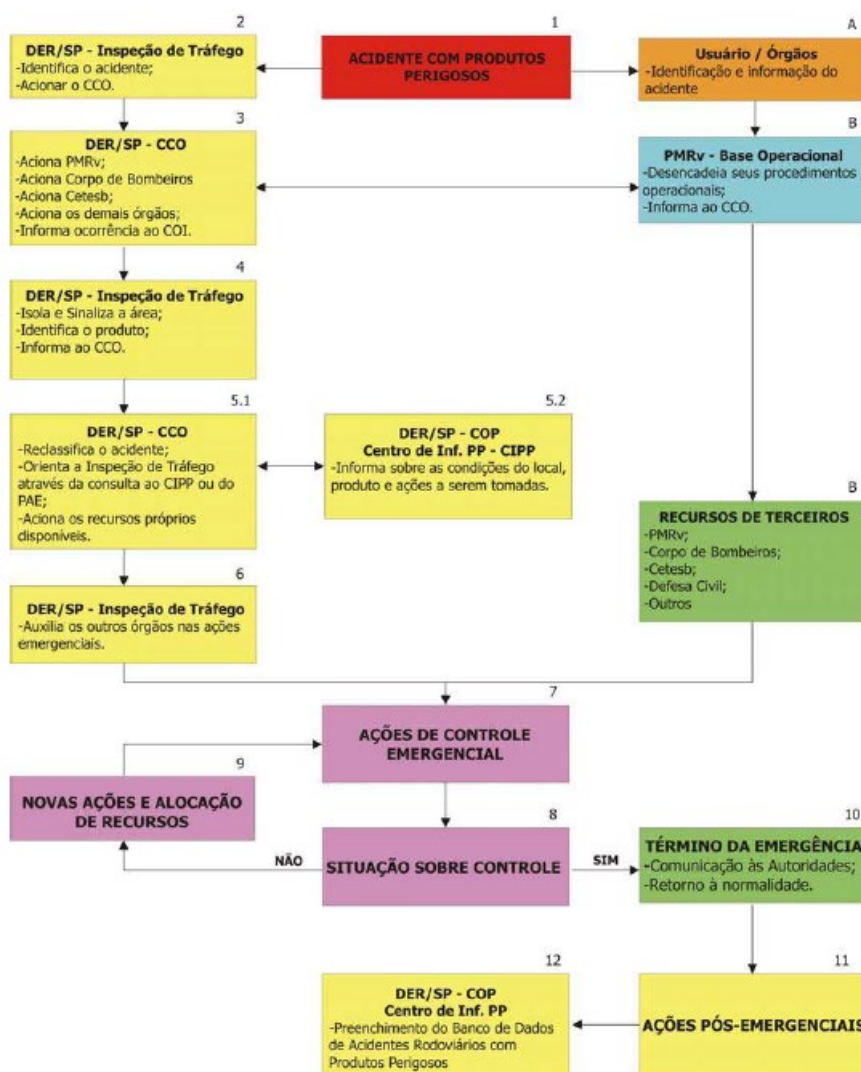 2
DER/SP - Inspeção de Tráfego
-Identifica o acidente;
-Acionar o CCO.
1
ACIDENTE COM PRODUTOS
PERIGOSOS
A
Usuário / Órgãos
-Identificação e informação do
acidente
3
DER/SP - CCO
-Aciona PMRv;
-Aciona Corpo de Bombeiros
-Aciona Cetesb;
-Aciona os demais órgãos;
-Informa ocorrência ao COI.
B
PMRv - Base Operacional
-Desencadeia seus procedimentos
operacionais;
-Informa ao CCO.
4
DER/SP - Inspeção de Tráfego
-Isola e Sinaliza a área;
-Identifica o produto;
-Informa ao CCO.
5.1
DER/SP - CCO
-Reclassifica o acidente;
-Orienta a Inspeção de Tráfego
através da consulta ao CIPP ou do
PAE;
-Aciona os recursos próprios
disponíveis.
5.2
DER/SP - COP
Centro de Inf. PP - CIPP
-Informa sobre as condições do local,
produto e ações a serem tomadas.
B
RECURSOS DE TERCEIROS
-PMRv;
-Corpo de Bombeiros;
-Cetesb;
-Defesa Civil;
-Outros
6
DER/SP - Inspeção de Tráfego
-Auxilia os outros órgãos nas ações
emergenciais.
7
AÇÕES DE CONTROLE
EMERGENCIAL
9
NOVAS AÇÕES E ALOCAÇÃO
DE RECURSOS
8
SITUAÇÃO SOBRE CONTROLE
NÃO
SIM
10
TÉRMINO DA EMERGÊNCIA
-Comunicação às Autoridades;
-Retorno à normalidade.
12
DER/SP - COP
Centro de Inf. PP
-Preenchimento do Banco de Dados
de Acidentes Rodoviários com
Produtos Perigosos
11
AÇÕES PÓS-EMERGENCIAIS